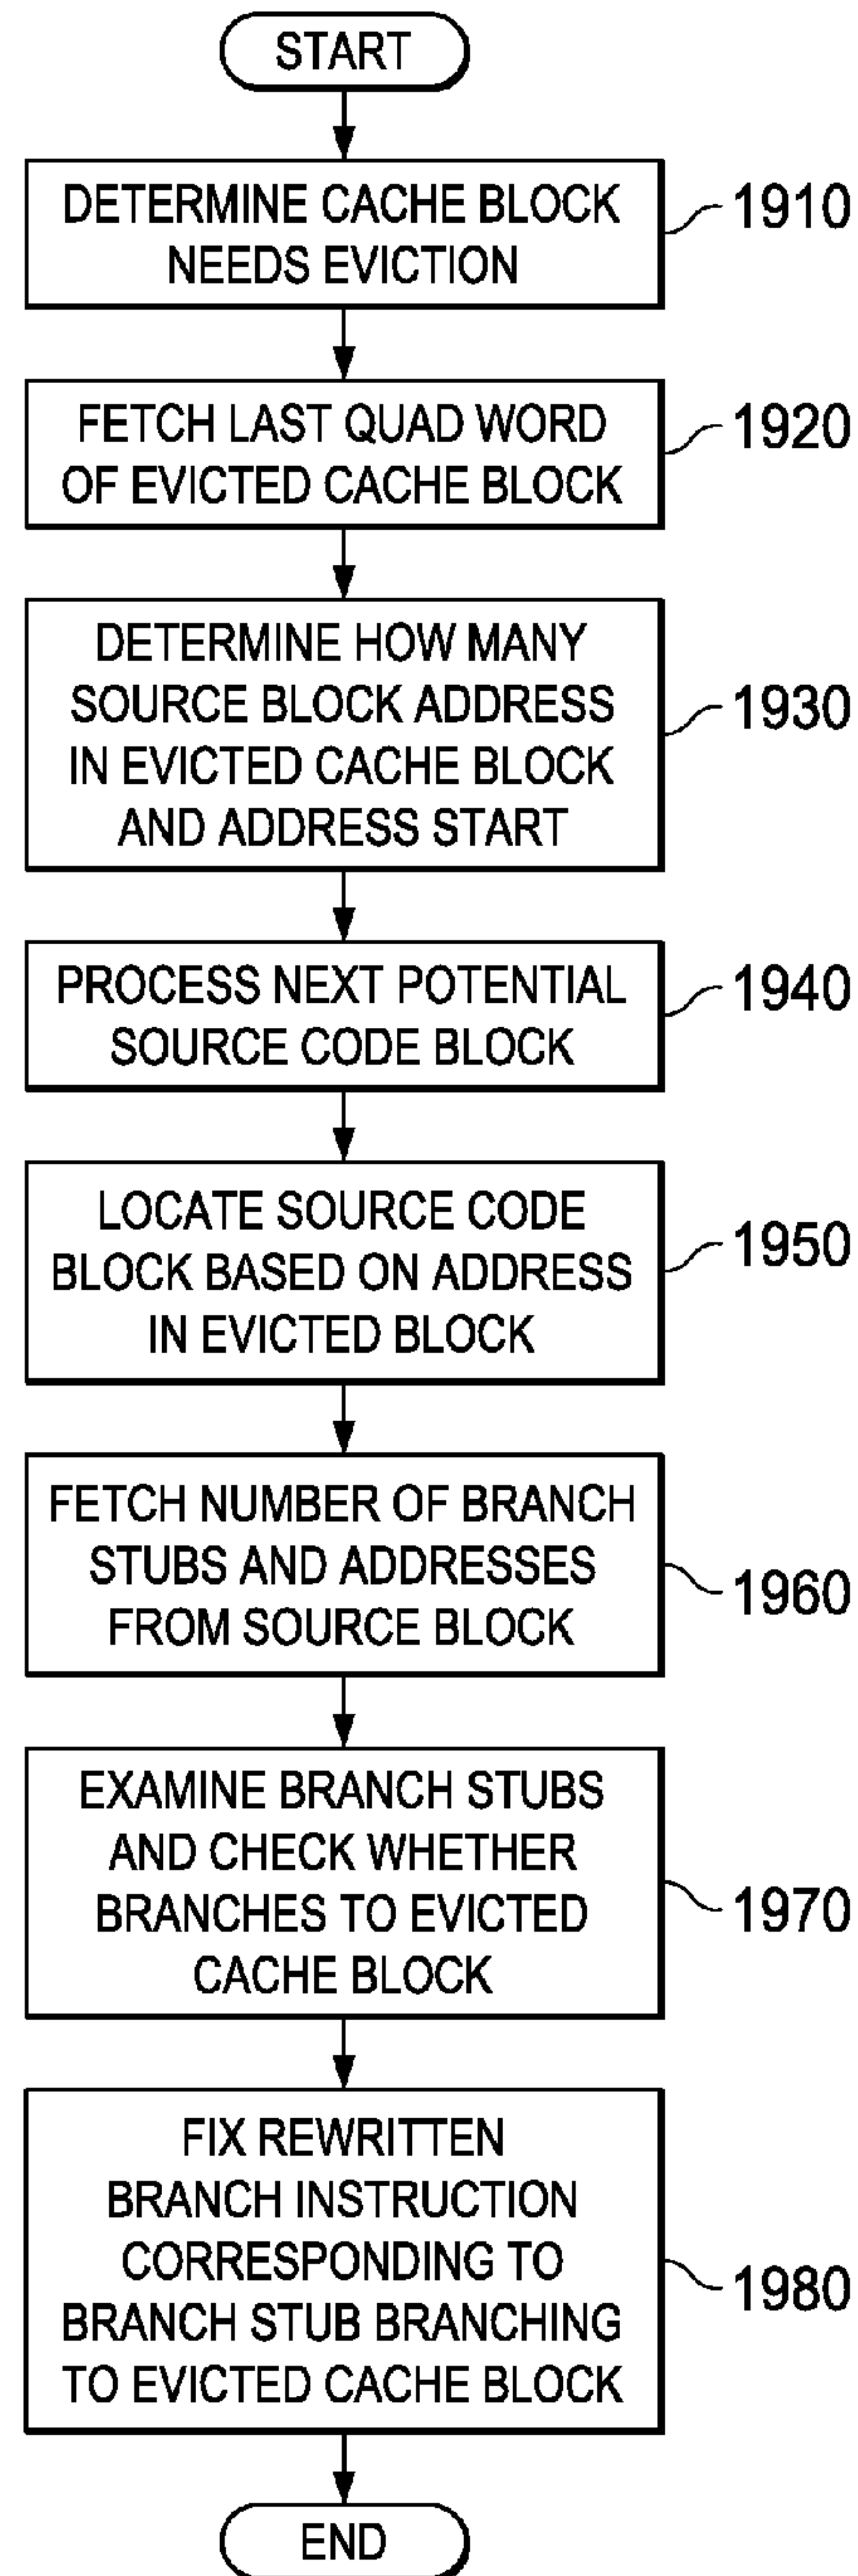 START
DETERMINE CACHE BLOCK
NEEDS EVICTION
1910
FETCH LAST QUAD WORD
OF EVICTED CACHE BLOCK
1920
DETERMINE HOW MANY
SOURCE BLOCK ADDRESS
IN EVICTED CACHE BLOCK
AND ADDRESS START
1930
PROCESS NEXT POTENTIAL
SOURCE CODE BLOCK
1940
LOCATE SOURCE CODE
BLOCK BASED ON ADDRESS
IN EVICTED BLOCK
1950
FETCH NUMBER OF BRANCH
STUBS AND ADDRESSES
FROM SOURCE BLOCK
1960
EXAMINE BRANCH STUBS
AND CHECK WHETHER
BRANCHES TO EVICTED
CACHE BLOCK
1970
FIX REWRITTEN
BRANCH INSTRUCTION
CORRESPONDING TO
BRANCH STUB BRANCHING
TO EVICTED CACHE BLOCK
1980
END